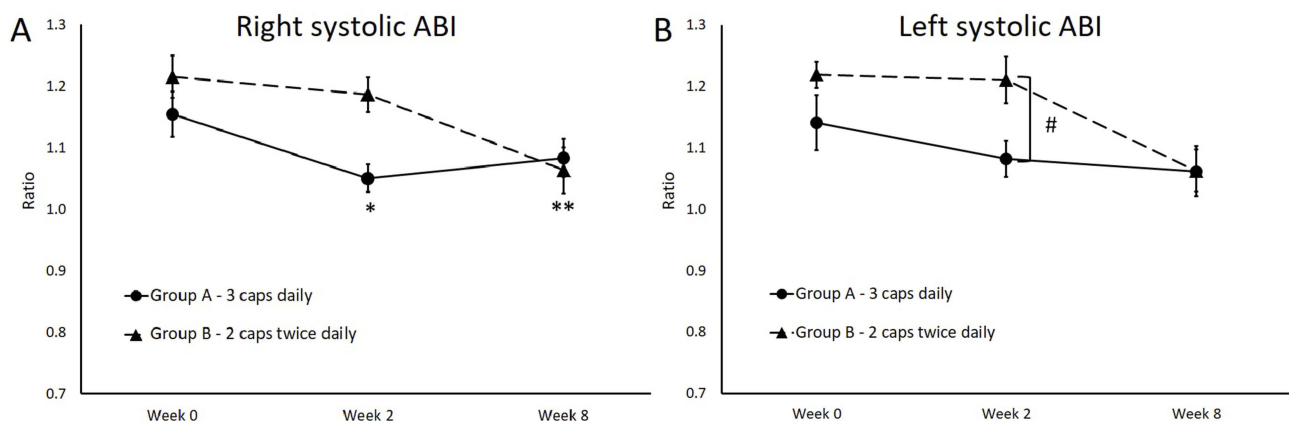 A
Right systolic ABI
1.3
1.2
1.1
1.0
0.9
0.8
0.7
Ratio
*
**
Group A - 3 caps daily
Group B - 2 caps twice daily
Week 0
Week 2
Week 8
B
Left systolic ABI
1.3
1.2
1.1
1.0
0.9
0.8
0.7
Ratio
#
Group A - 3 caps daily
Group B - 2 caps twice daily
Week 0
Week 2
Week 8